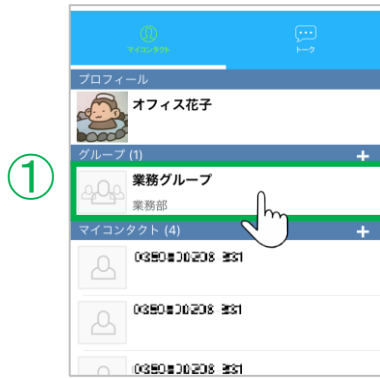 マイコンタクト
トーク
プロフィール
オフィス花子
グループ (1)
+
①
業務グループ
業務部
マイコンタクト (4)
+